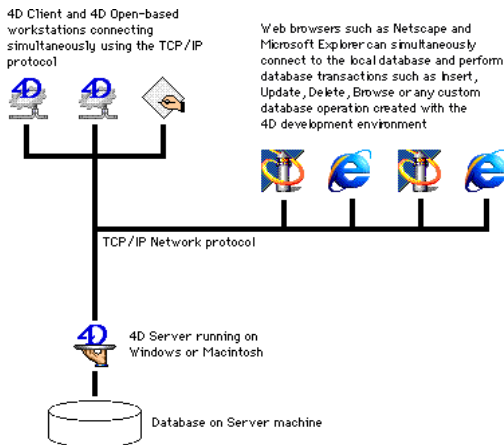 4D Client and 4D Open-based
workstations connecting
simultaneously using the TCP/IP
protocol
Web browsers such as Netscape and
Microsoft Explorer can simultaneously
connect to the local database and perform
database transactions such as Insert,
Update, Delete, Browse or any custom
database operation created with the
4D development environment
4D
4D
TCP/IP Network protocol
4D
4D Server running on
Windows or Macintosh
Database on Server machine